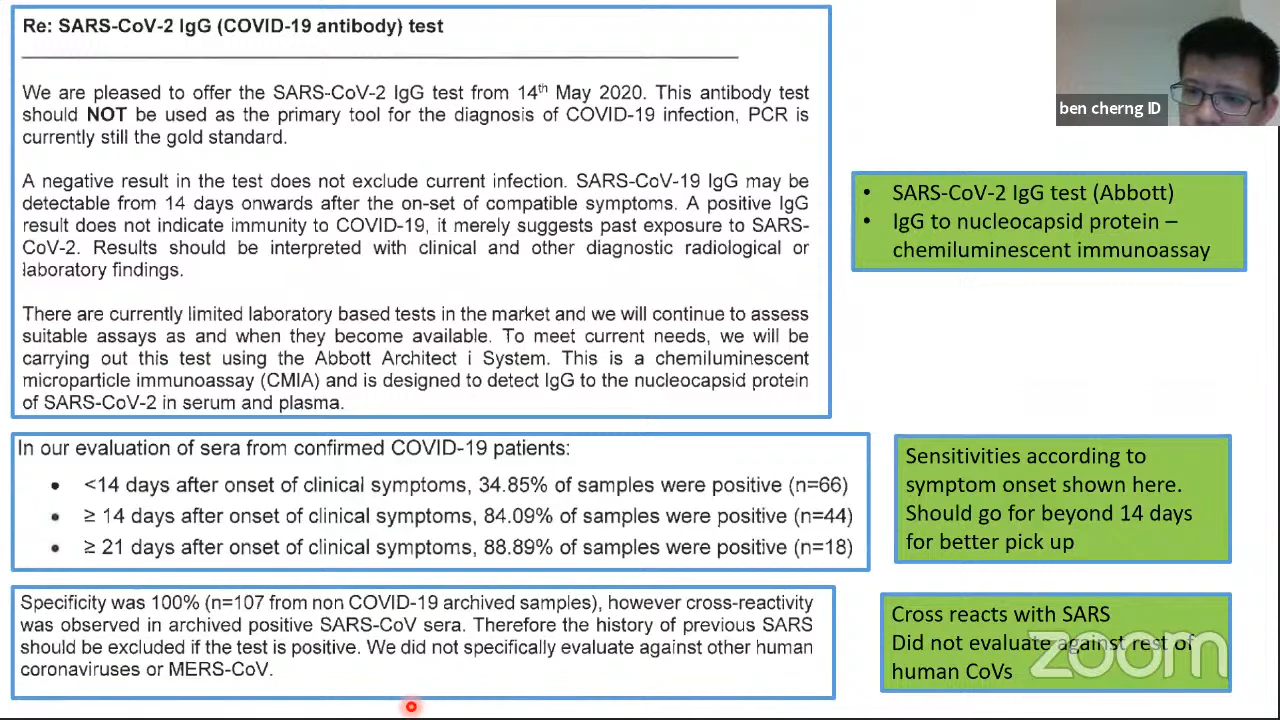 Re: SARS-CoV-2 IgG (COVID-19 antibody) test
We are pleased to offer the SARS-CoV-2 IgG test from 14th May 2020. This antibody test
should NOT be used as the primary tool for the diagnosis of COVID-19 infection, PCR is
currently still the gold standard.
A negative result in the test does not exclude current infection. SARS-CoV-19 IgG may be
detectable from 14 days onwards after the on-set of compatible symptoms. A positive IgG
result does not indicate immunity to COVID-19, it merely suggests past exposure to SARS-
CoV-2. Results should be interpreted with clinical and other diagnostic radiological or
laboratory findings.
There are currently limited laboratory based tests in the market and we will continue to assess
suitable assays as and when they become available. To meet current needs, we will be
carrying out this test using the Abbott Architect i System. This is a chemiluminescent
microparticle immunoassay (CMIA) and is designed to detect IgG to the nucleocapsid protein
of SARS-CoV-2 in serum and plasma.
In our evaluation of sera from confirmed COVID-19 patients:
• <14 days after onset of clinical symptoms, 34.85% of samples were positive (n=66)
• ≥ 14 days after onset of clinical symptoms, 84.09% of samples were positive (n=44)
• ≥ 21 days after onset of clinical symptoms, 88.89% of samples were positive (n=18)
Specificity was 100% (n=107 from non COVID-19 archived samples), however cross-reactivity
was observed in archived positive SARS-CoV sera. Therefore the history of previous SARS
should be excluded if the test is positive. We did not specifically evaluate against other human
coronaviruses or MERS-CoV.
ben cherng ID
• SARS-CoV-2 IgG test (Abbott)
• IgG to nucleocapsid protein –
chemiluminescent immunoassay
Sensitivities according to
symptom onset shown here.
Should go for beyond 14 days
for better pick up
Cross reacts with SARS
Did not evaluate against rest of
human CoVs
zoom